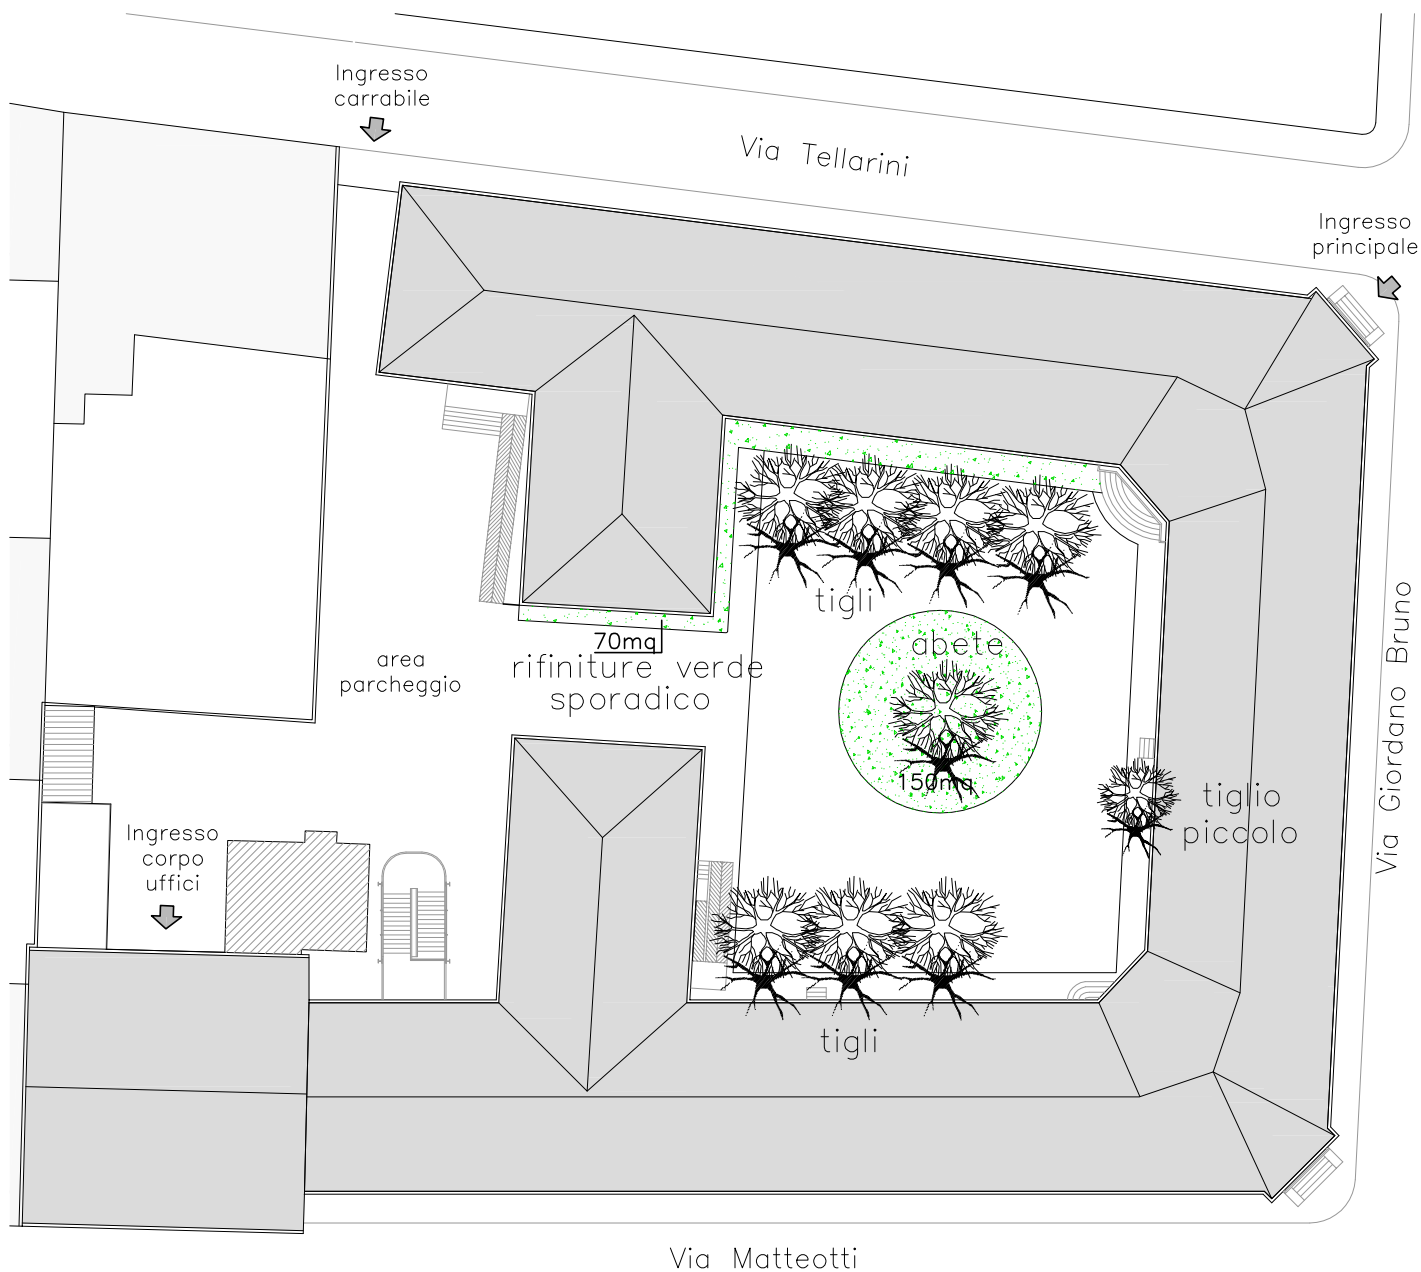 Ingresso
carrabile
Via Tellarini
Ingresso
principale
tigli
abete
70mq
rifiniture verde
sporadico
area
parcheggio
150mq
tiglio
piccolo
Via Giordano Bruno
Ingresso
corpo
uffici
tigli
Via Matteotti